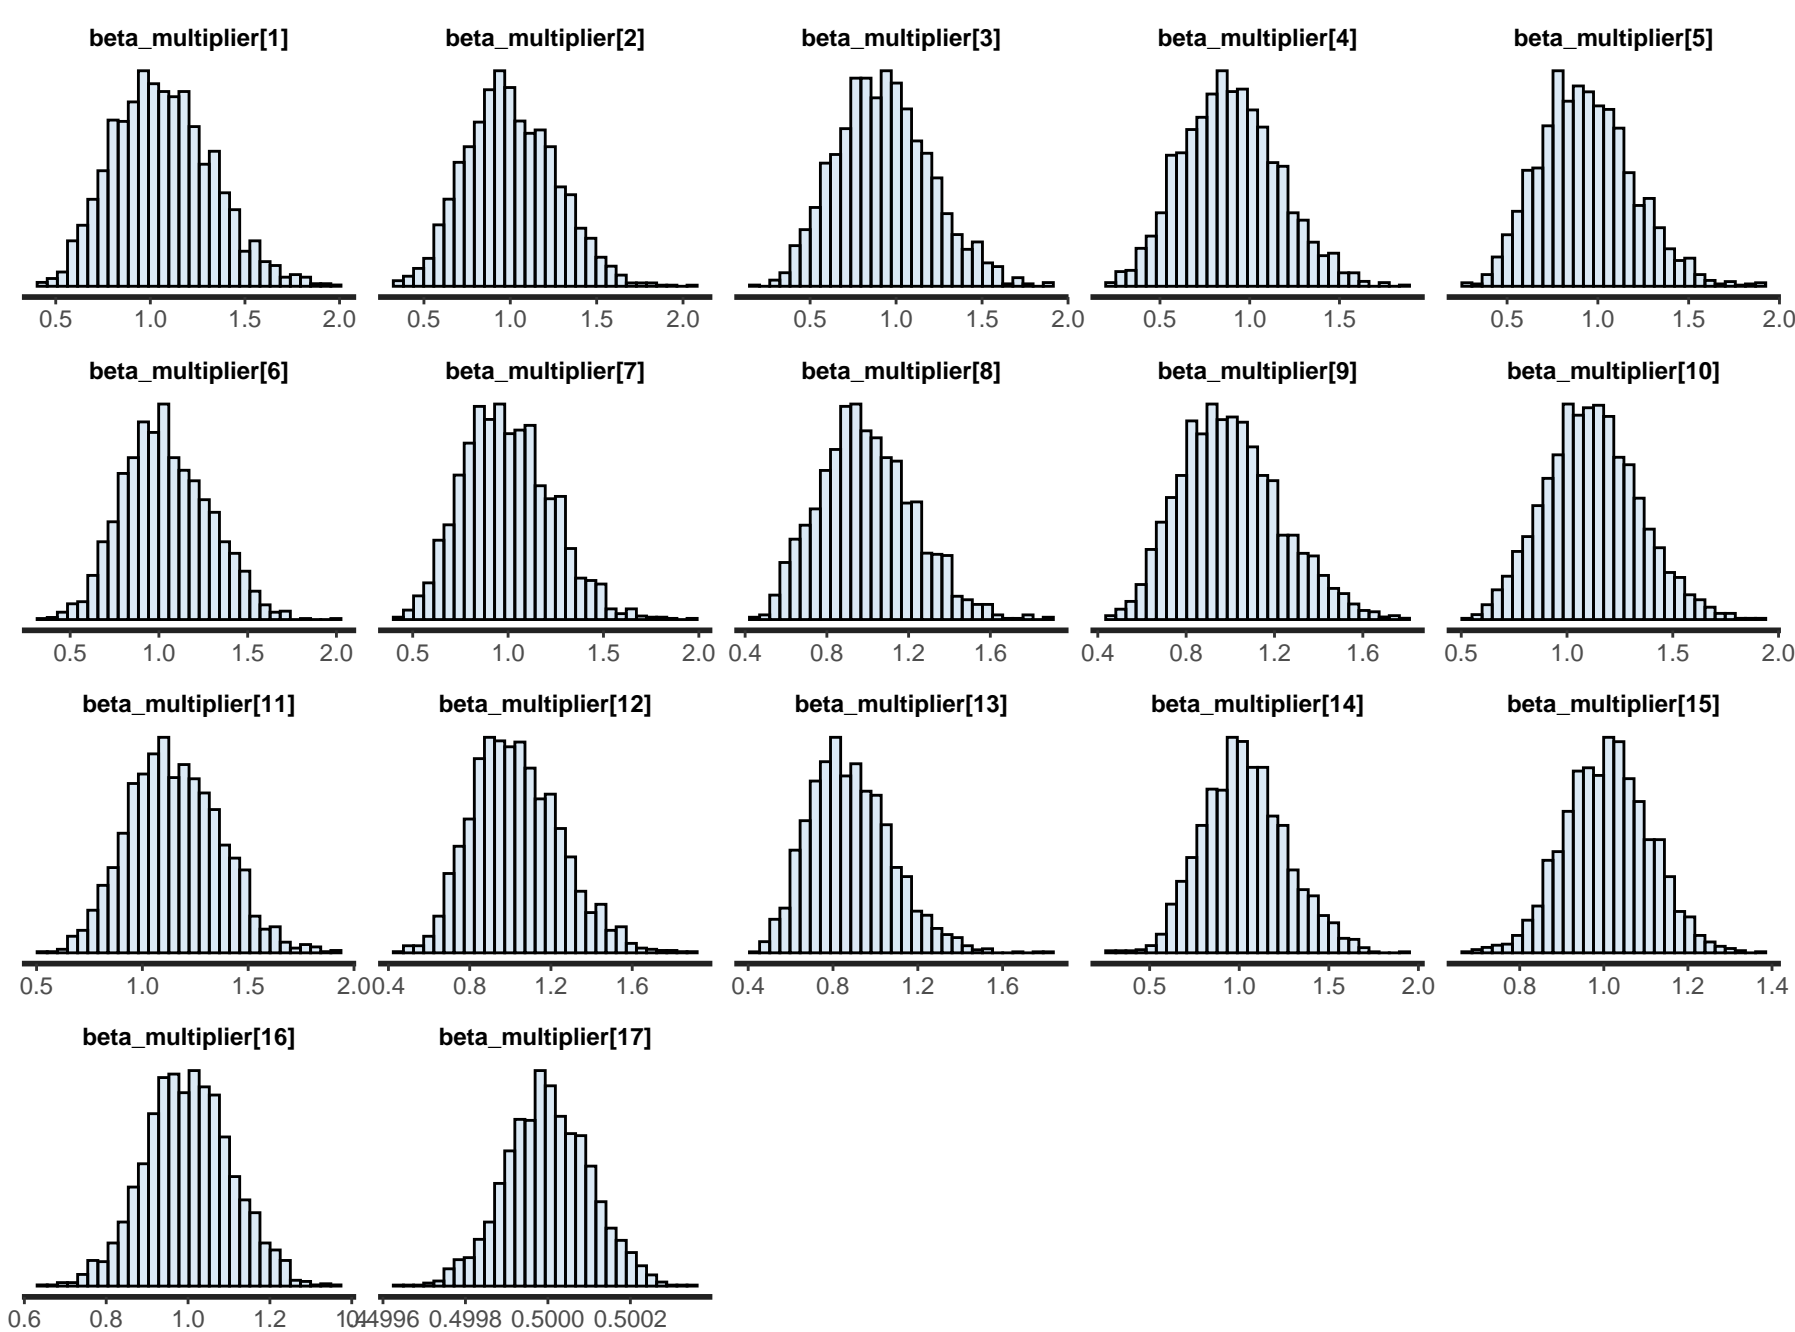 beta_multiplier[1] beta_multiplier[2] beta_multiplier[3] beta_multiplier[4] beta_multiplier[5]
0.5 1.0 1.5 2.0 0.5 1.0 1.5 2.0 0.5 1.0 1.5 2.0 0.5 1.0 1.5 0.5 1.0 1.5 2.0
beta_multiplier[6] beta_multiplier[7] beta_multiplier[8] beta_multiplier[9] beta_multiplier[10]
0.5 1.0 1.5 2.0 0.5 1.0 1.5 2.0 0.4 0.8 1.2 1.6 0.4 0.8 1.2 1.6 0.5 1.0 1.5 2.0
beta_multiplier[11] beta_multiplier[12] beta_multiplier[13] beta_multiplier[14] beta_multiplier[15]
0.5 1.0 1.5 2.0 0.4 0.8 1.2 1.6 0.4 0.8 1.2 1.6 0.5 1.0 1.5 2.0 0.8 1.0 1.2 1.4
beta_multiplier[16] beta_multiplier[17]
0.6 0.8 1.0 1.2 1.4 0.4996 0.4998 0.5000 0.5002